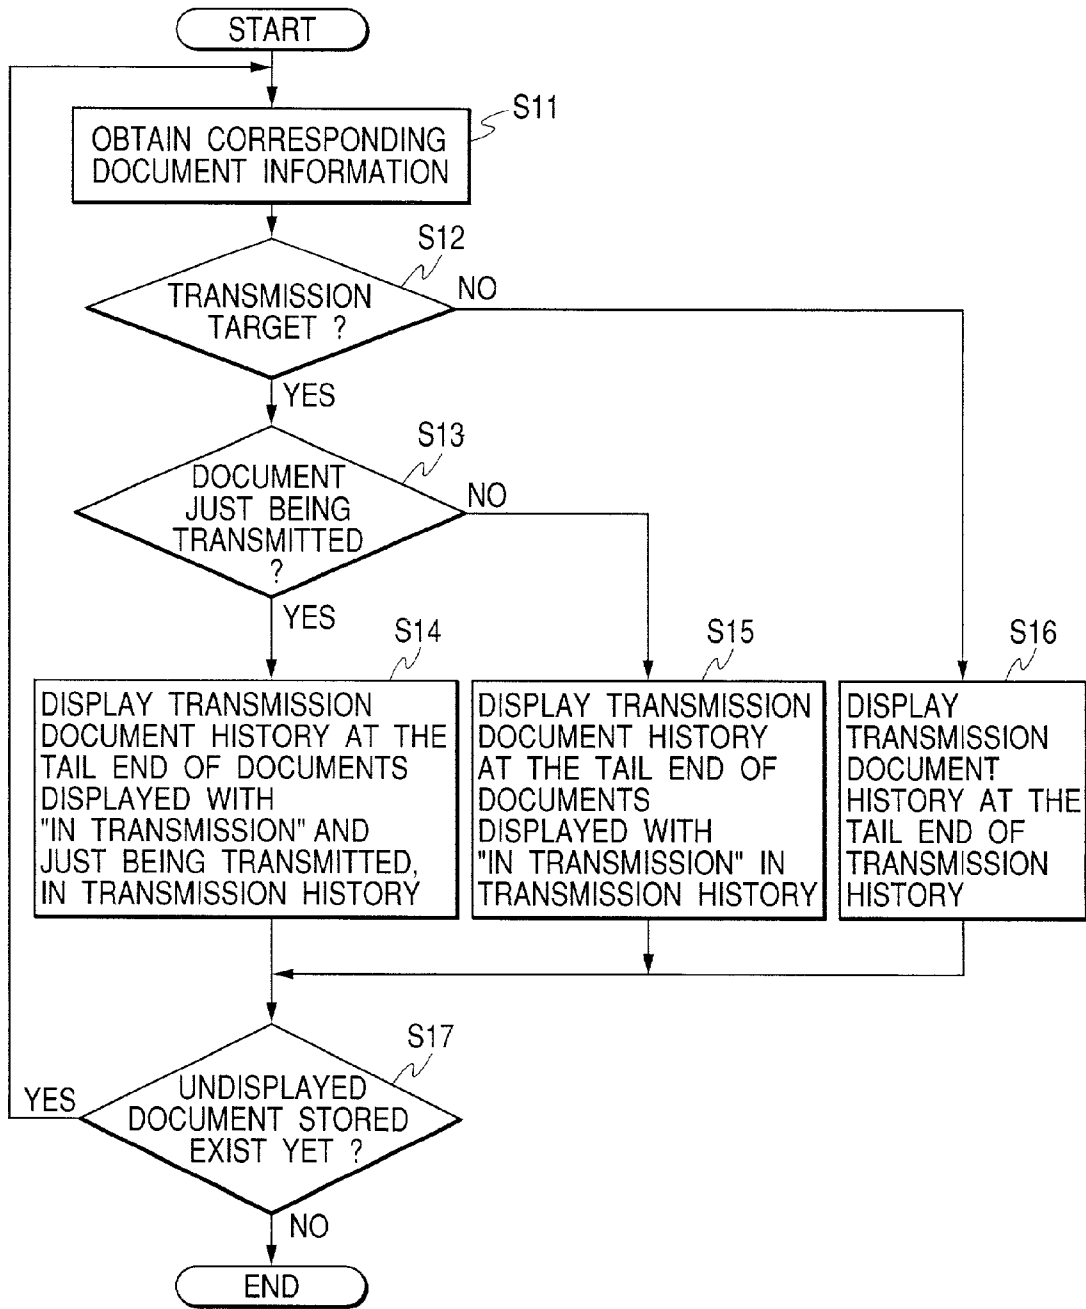 START
S11
OBTAIN CORRESPONDING
DOCUMENT INFORMATION
S12
TRANSMISSION
TARGET ?
NO
YES
S13
DOCUMENT
JUST BEING
TRANSMITTED
?
NO
YES
S14
DISPLAY TRANSMISSION
DOCUMENT HISTORY AT THE
TAIL END OF DOCUMENTS
DISPLAYED WITH
"IN TRANSMISSION" AND
JUST BEING TRANSMITTED,
IN TRANSMISSION HISTORY
S15
DISPLAY TRANSMISSION
DOCUMENT HISTORY
AT THE TAIL END OF
DOCUMENTS
DISPLAYED WITH
"IN TRANSMISSION" IN
TRANSMISSION HISTORY
S16
DISPLAY
TRANSMISSION
DOCUMENT
HISTORY AT THE
TAIL END OF
TRANSMISSION
HISTORY
S17
UNDISPLAYED
DOCUMENT STORED
EXIST YET ?
YES
NO
END